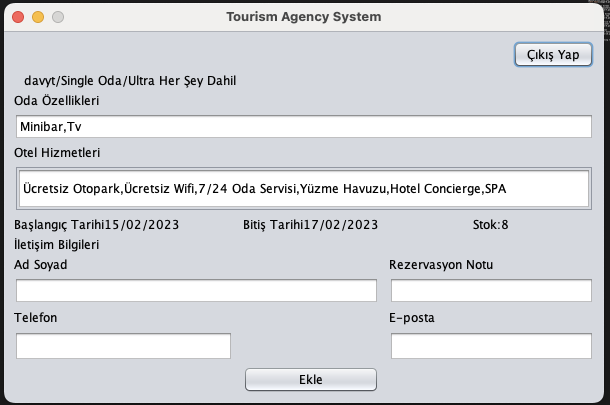 Tourism Agency System
Çıkış Yap
davyt/Single Oda/Ultra Her Şey Dahil
Oda Özellikleri
Minibar,Tv
Otel Hizmetleri
Ücretsiz Otopark,Ücretsiz Wifi,7/24 Oda Servisi,Yüzme Havuzu,Hotel Concierge,SPA
Başlangıç Tarihi15/02/2023 Bitiş Tarihi17/02/2023 Stok:8
İletişim Bilgileri
Ad Soyad Rezervasyon Notu
Telefon E-posta
Ekle